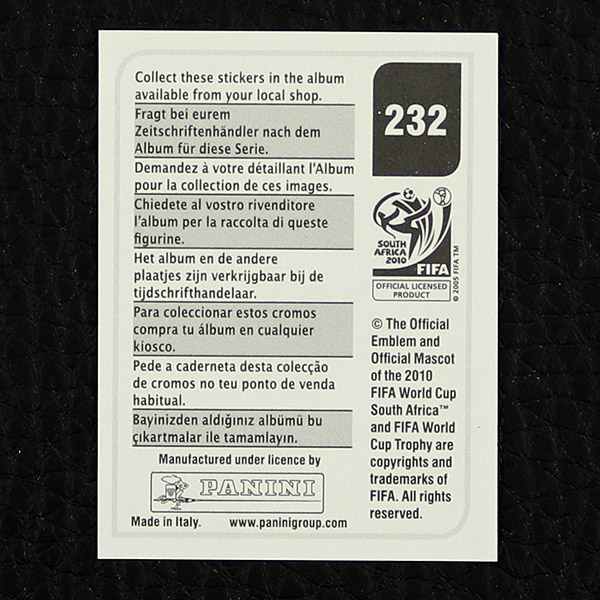 Collect these stickers in the album
available from your local shop.
Fragt bei eurem
Zeitschriftenhändler nach dem
Album für diese Serie.
Demandez à votre détaillant l'Album
pour la collection de ces images.
Chiedete al vostro rivenditore
l'album per la raccolta di queste
figurine.
Het album en de andere
plaatjes zijn verkrijgbaar bij de
tijdschrifthandelaar.
Para coleccionar estos cromos
compra tu álbum en cualquier
kiosco.
Pede a caderneta desta colecção
de cromos no teu ponto de venda
habitual.
Bayinizden aldığınız albümü bu
çıkartmalar ile tamamlayın.
Manufactured under licence by
PANINI
Made in Italy. www.paninigroup.com
232
SOUTH
AFRICA
2010
FIFA
OFFICIAL LICENSED
PRODUCT
© 2005 FIFA TM
© The Official
Emblem and
Official Mascot
of the 2010
FIFA World Cup
South Africa™
and FIFA World
Cup Trophy are
copyrights and
trademarks of
FIFA. All rights
reserved.